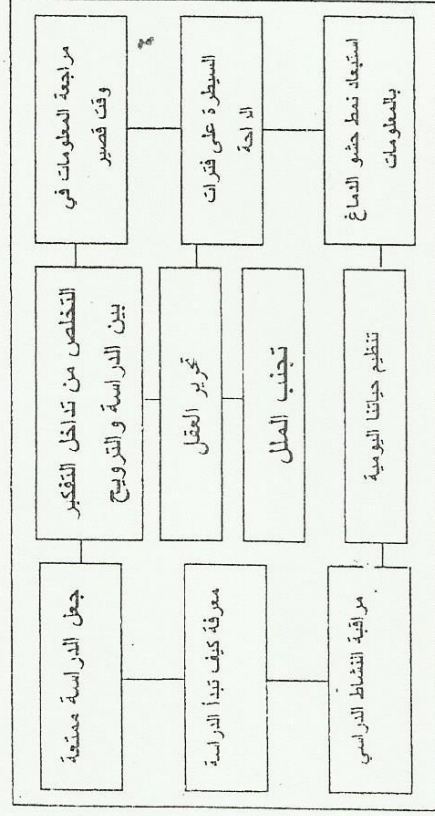 مراجعة المعلومات في
وقت قصير
التخلص من تداخل التفكير
بين الدراسة والترويح
جعل الدراسة ممتعة
السيطرة على فترات
الراحة
تحرير العقل
معرفة كيف تبدأ الدراسة
تجنب الملل
استبعاد نمط حشو الدماغ
بالمعلومات
تنظيم حياتنا اليومية
مراقبة النشاط الدراسي